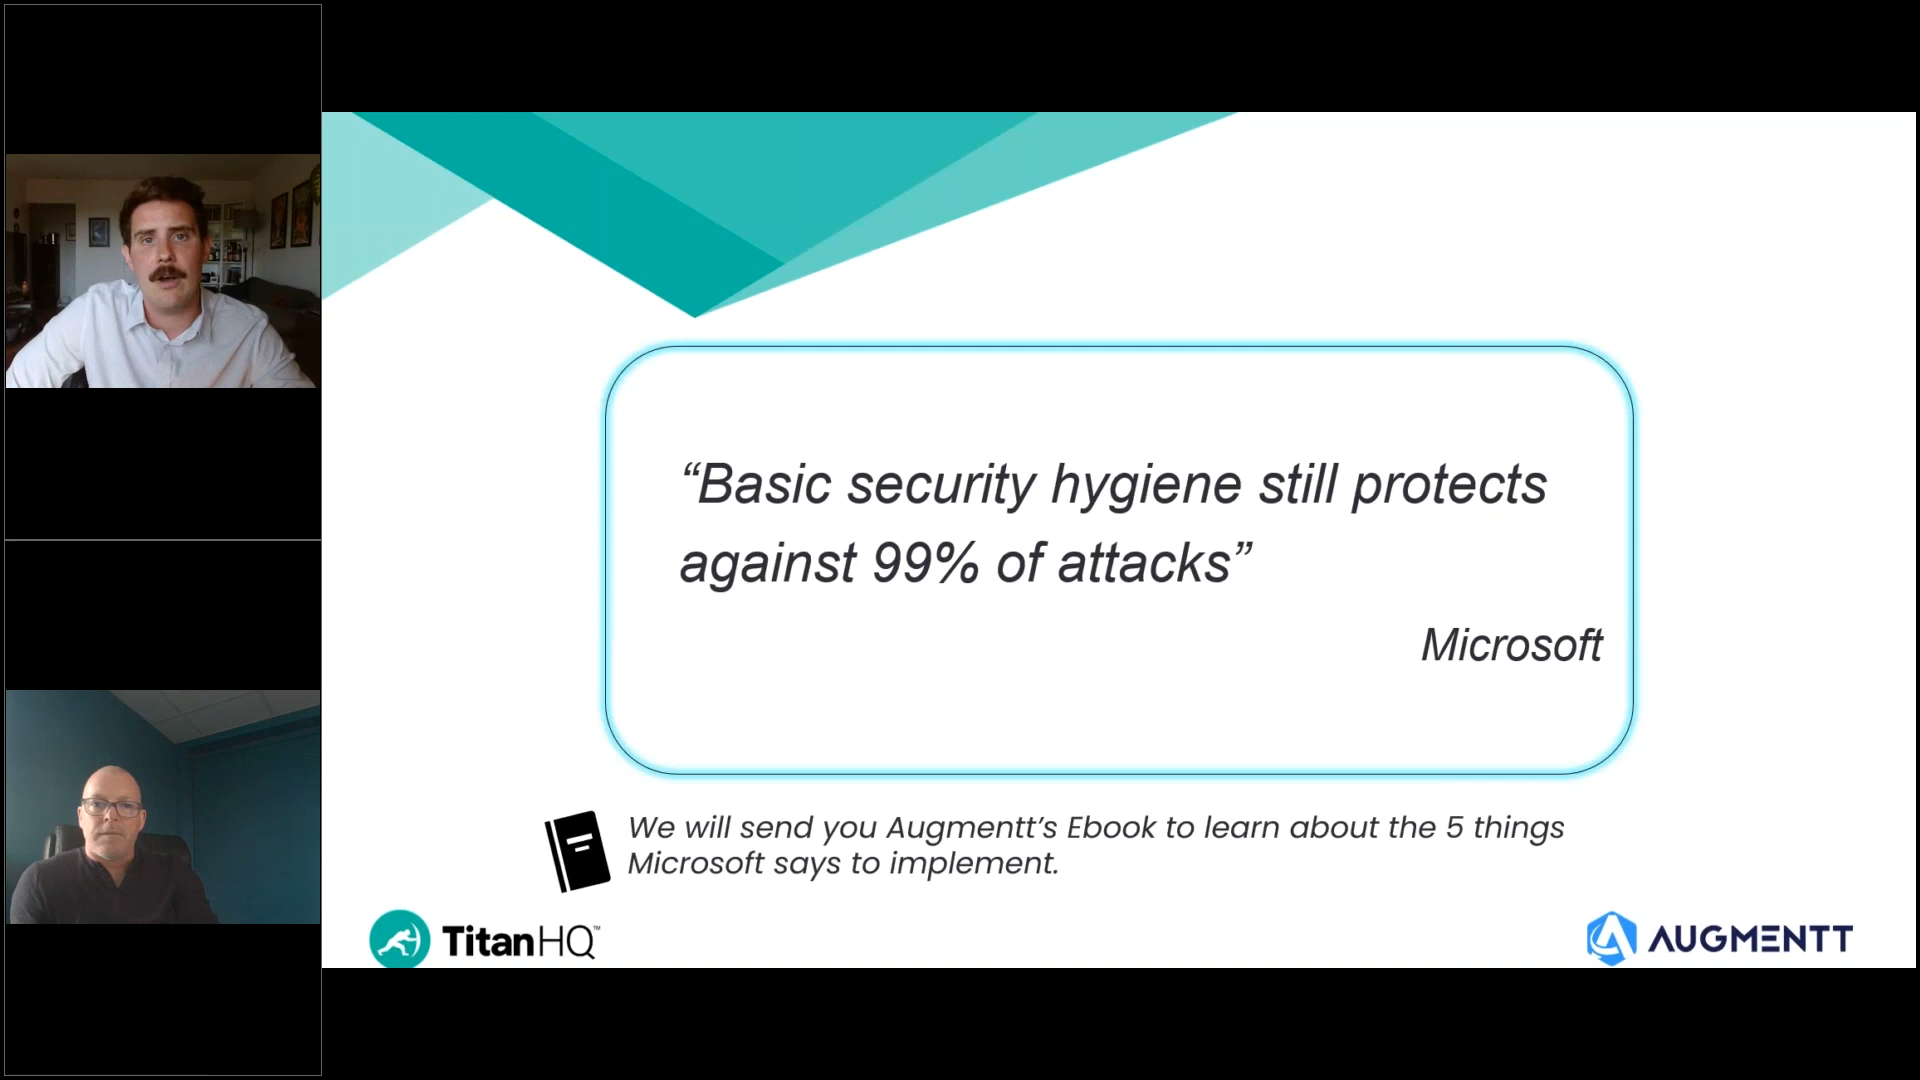 “Basic security hygiene still protects
against 99% of attacks”
Microsoft
We will send you Augmentt’s Ebook to learn about the 5 things
Microsoft says to implement.
TitanHQ™
AUGMENTT